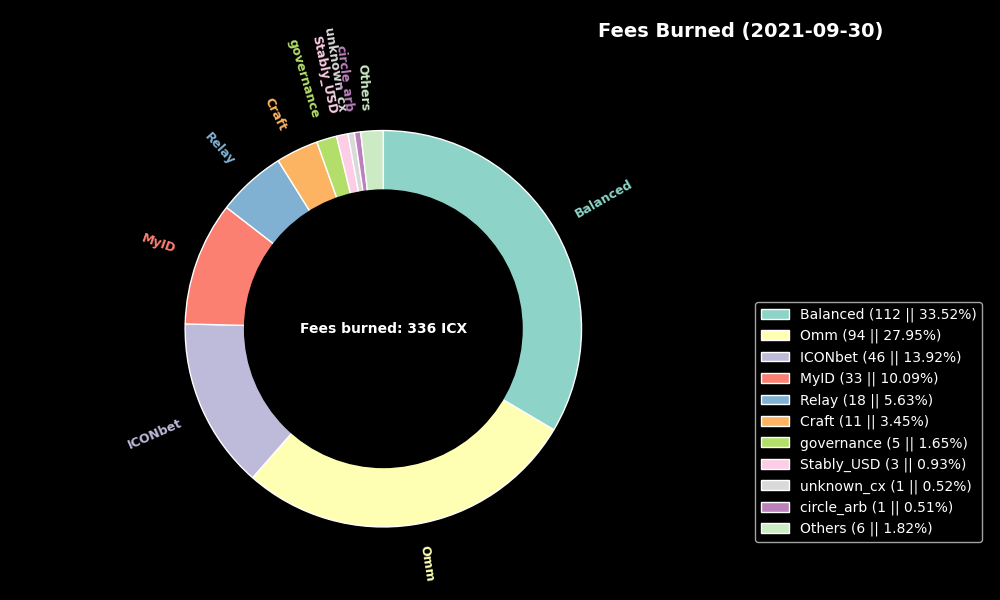 Fees Burned (2021-09-30)
Others
circle_arb
unknown_cx
Stably_USD
governance
Craft
Relay
MyID
ICONbet
Omm
Balanced
Fees burned: 336 ICX
Balanced (112 || 33.52%)
Omm (94 || 27.95%)
ICONbet (46 || 13.92%)
MyID (33 || 10.09%)
Relay (18 || 5.63%)
Craft (11 || 3.45%)
governance (5 || 1.65%)
Stably_USD (3 || 0.93%)
unknown_cx (1 || 0.52%)
circle_arb (1 || 0.51%)
Others (6 || 1.82%)